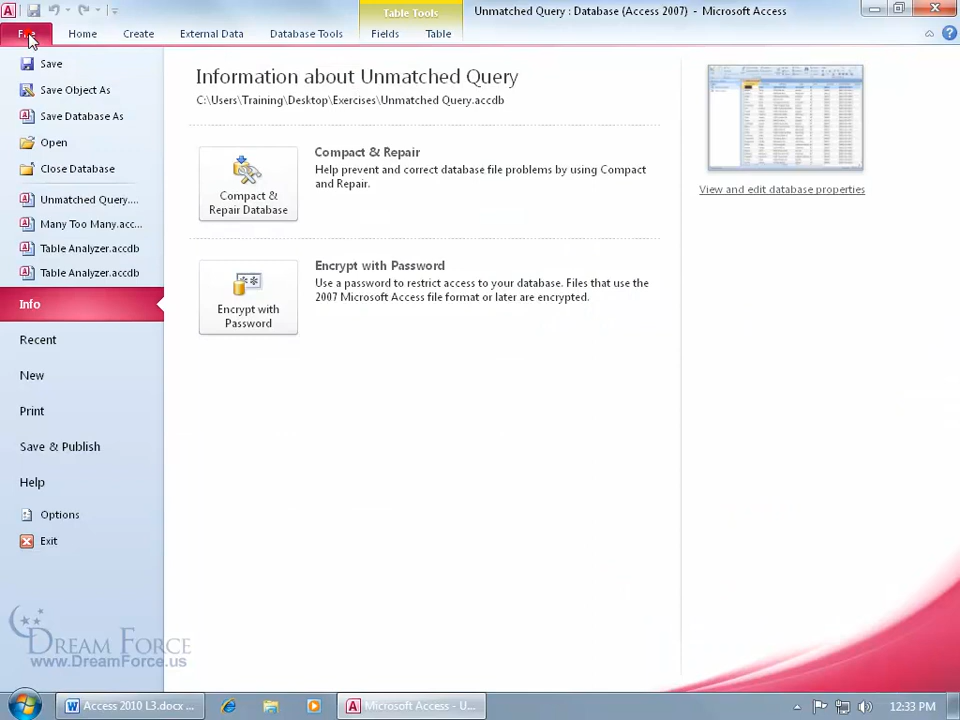 Table Tools
Unmatched Query : Database (Access 2007) - Microsoft Access
File
Home
Create
External Data
Database Tools
Fields
Table
Save
Save Object As
Save Database As
Open
Close Database
Unmatched Query....
Many Too Many.acc...
Table Analyzer.accdb
Table Analyzer.accdb
Info
Recent
New
Print
Save & Publish
Help
Options
Exit
Information about Unmatched Query
C:\Users\Training\Desktop\Exercises\Unmatched Query.accdb
Compact &
Repair Database
Compact & Repair
Help prevent and correct database file problems by using Compact
and Repair.
Encrypt with
Password
Encrypt with Password
Use a password to restrict access to your database. Files that use the
2007 Microsoft Access file format or later are encrypted.
View and edit database properties
DREAM FORCE
www.DreamForce.us
Access 2010 L3.docx ...
Microsoft Access - U...
12:33 PM